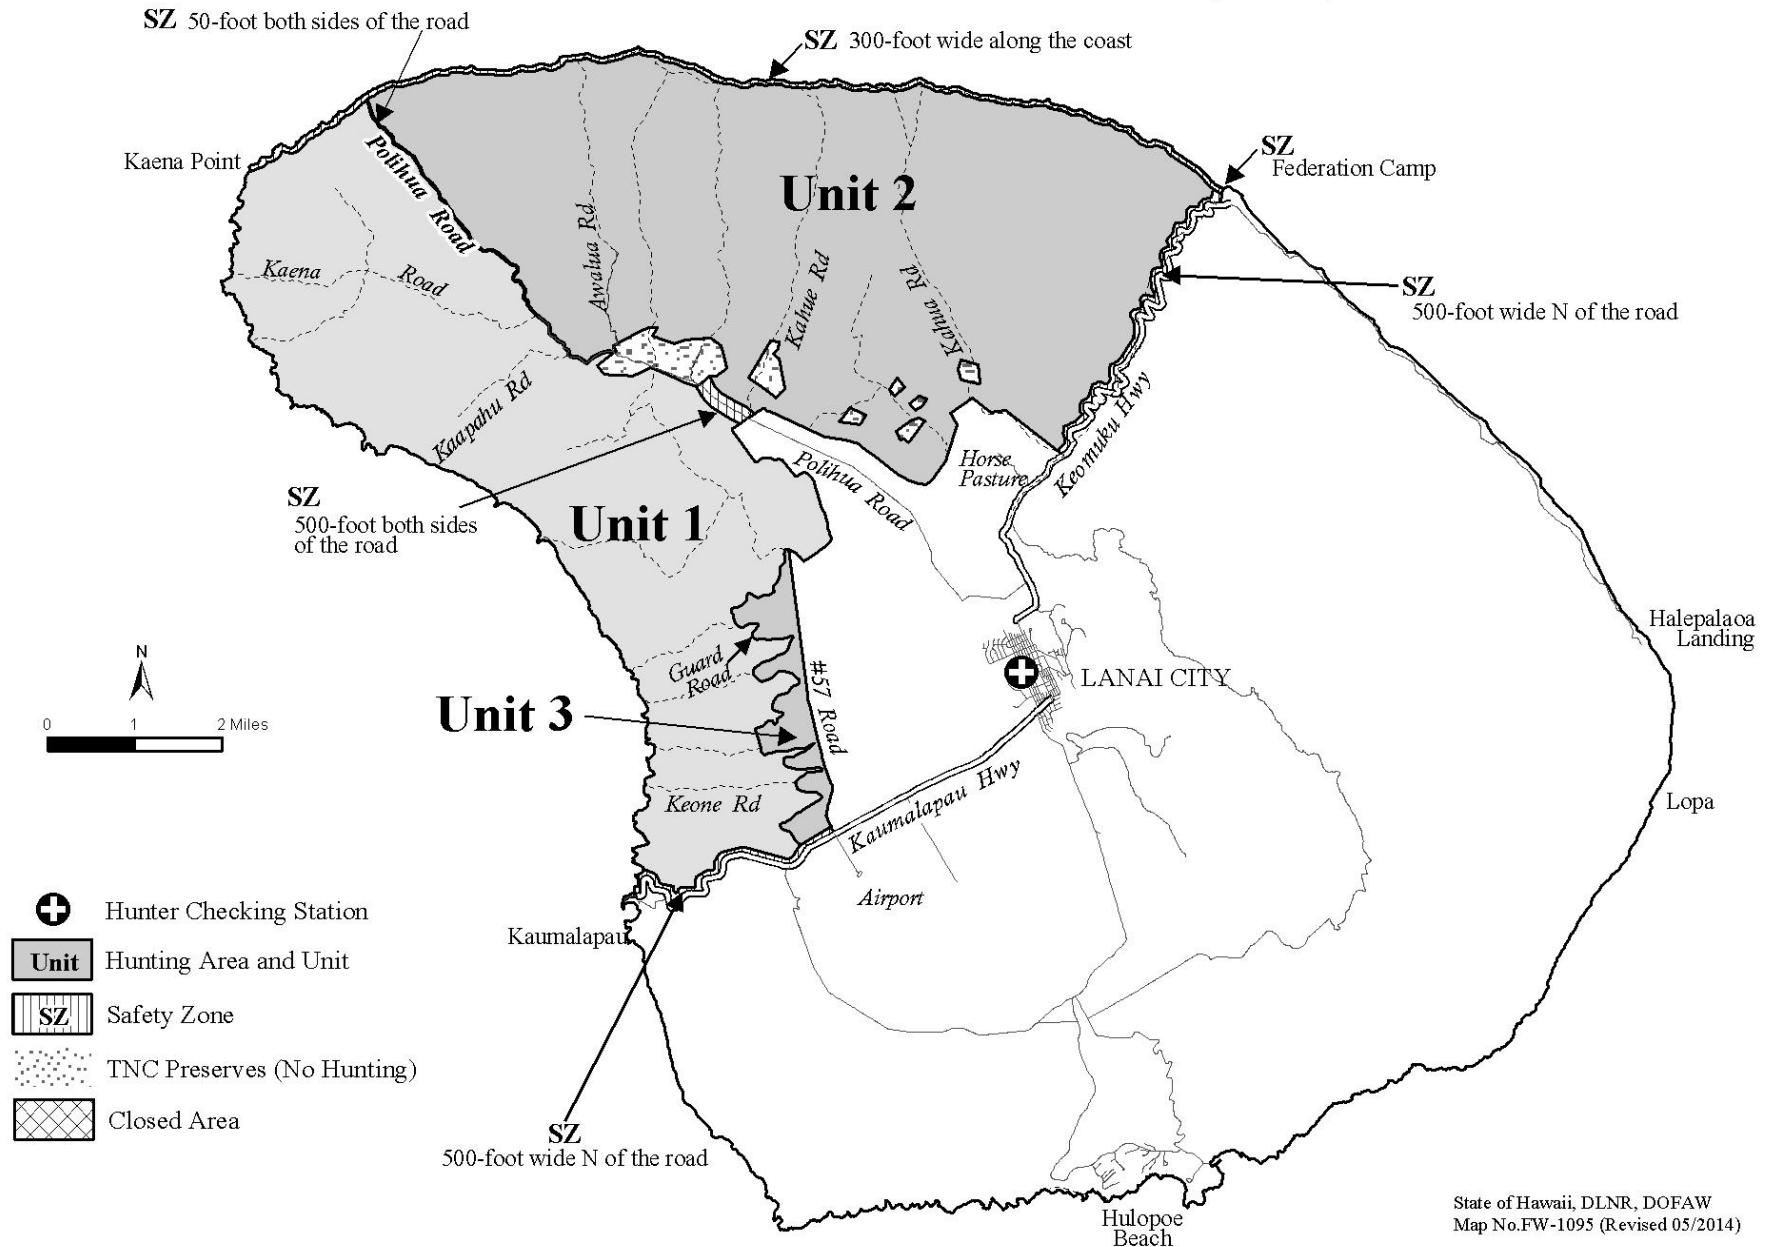 SZ 50-foot both sides of the road
SZ 300-foot wide along the coast
Kaena Point
Polihua Road
SZ
Federation Camp
Unit 2
Awalua Rd
Kaena Road
Kahue Rd
Kahua Rd
SZ
500-foot wide N of the road
Kaapahu Rd
Keomuku Hwy
Horse
Pasture
Polihua Road
SZ
500-foot both sides
of the road
Unit 1
Halepalaoa
Landing
N
Guard
Road
#57 Road
LANAI CITY
Unit 3
0 1 2 Miles
Keone Rd
Kaumalapau Hwy
Lopa
Airport
Kaumalapau
Hunter Checking Station
Unit Hunting Area and Unit
SZ Safety Zone
TNC Preserves (No Hunting)
Closed Area
SZ
500-foot wide N of the road
Hulopoe
Beach
State of Hawaii, DLNR, DOFAW
Map No.FW-1095 (Revised 05/2014)